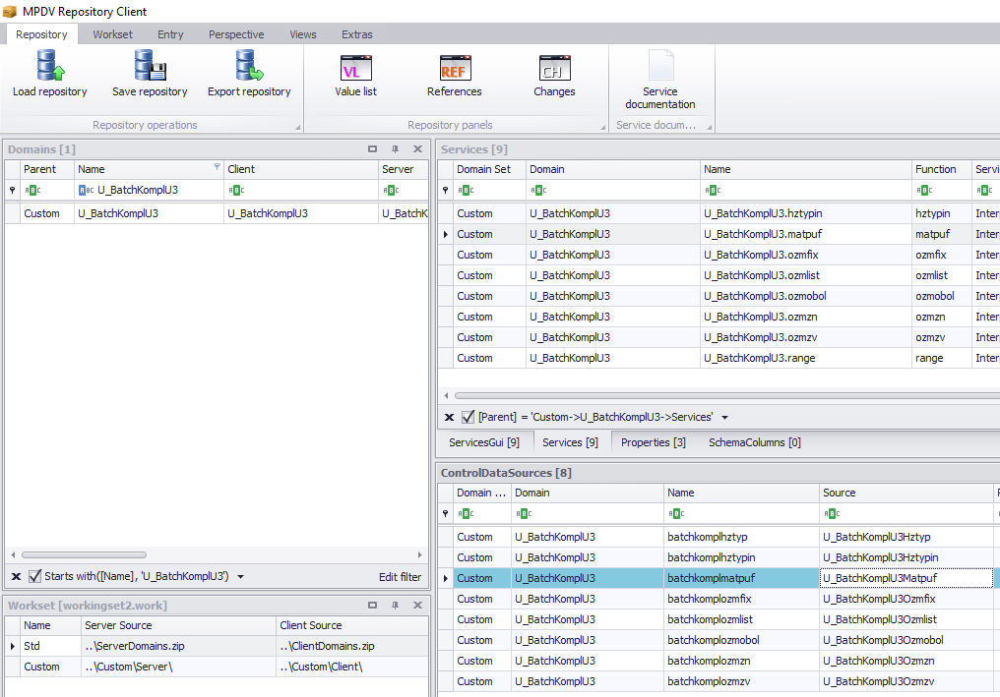 MPDV Repository Client
Repository Workset Entry Perspective Views Extras
Load repository Save repository Export repository Value list References Changes Service documentation
VL REF CH
Repository operations Repository panels Service docum...
Domains [1]
Parent Name Client Server
U_BatchKomplU3
Custom U_BatchKomplU3 U_BatchKomplU3 U_BatchK
Starts with([Name], 'U_BatchKomplU3') Edit filter
Workset [workingset2.work]
Name Server Source Client Source
Std ..\ServerDomains.zip ..\ClientDomains.zip
Custom ..\Custom\Server\ ..\Custom\Client\
Services [9]
Domain Set Domain Name Function Servi
Custom U_BatchKomplU3 U_BatchKomplU3.hztypin hztypin Inter
Custom U_BatchKomplU3 U_BatchKomplU3.matpuf matpuf Inter
Custom U_BatchKomplU3 U_BatchKomplU3.ozmfix ozmfix Inter
Custom U_BatchKomplU3 U_BatchKomplU3.ozmlist ozmlist Inter
Custom U_BatchKomplU3 U_BatchKomplU3.ozmobol ozmobol Inter
Custom U_BatchKomplU3 U_BatchKomplU3.ozmzn ozmzn Inter
Custom U_BatchKomplU3 U_BatchKomplU3.ozmzv ozmzv Inter
Custom U_BatchKomplU3 U_BatchKomplU3.range range Inter
[Parent] = 'Custom->U_BatchKomplU3->Services'
ServicesGui [9] Services [9] Properties [3] SchemaColumns [0]
ControlDataSources [8]
Domain ... Domain Name Source
Custom U_BatchKomplU3 batchkomplhztyp U_BatchKomplU3Hztyp
Custom U_BatchKomplU3 batchkomplhztypin U_BatchKomplU3Hztypin
Custom U_BatchKomplU3 batchkomplmatpuf U_BatchKomplU3Matpuf
Custom U_BatchKomplU3 batchkomplozmfix U_BatchKomplU3Ozmfix
Custom U_BatchKomplU3 batchkomplozmlist U_BatchKomplU3Ozmlist
Custom U_BatchKomplU3 batchkomplozmobol U_BatchKomplU3Ozmobol
Custom U_BatchKomplU3 batchkomplozmzn U_BatchKomplU3Ozmzn
Custom U_BatchKomplU3 batchkomplozmzv U_BatchKomplU3Ozmzv